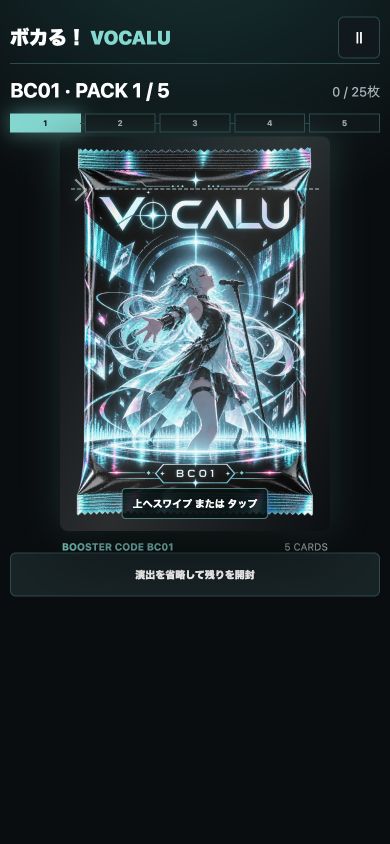 ボカる！ VOCALU
BC01 · PACK 1 / 5
0 / 25枚
1 2 3 4 5
VOCALU
BC01
上へスワイプ または タップ
BOOSTER CODE BC01
5 CARDS
演出を省略して残りを開封